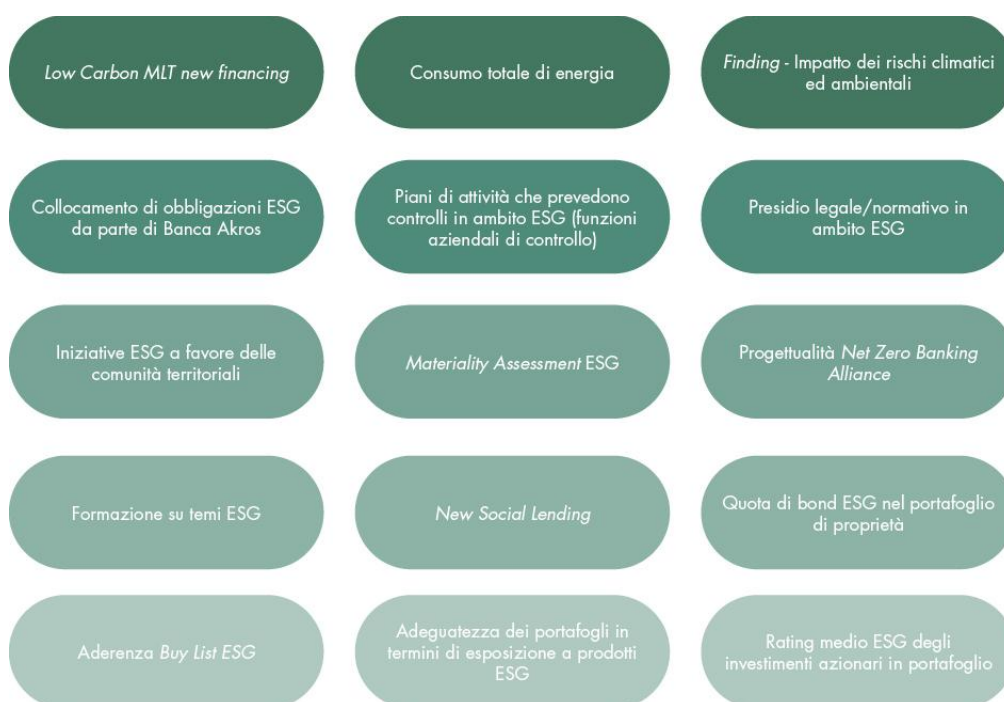 Low Carbon MLT new financing
Consumo totale di energia
Finding - Impatto dei rischi climatici
ed ambientali
Collocamento di obbligazioni ESG
da parte di Banca Akros
Piani di attività che prevedono
controlli in ambito ESG (funzioni
aziendali di controllo)
Presidio legale/normativo in
ambito ESG
Iniziative ESG a favore delle
comunità territoriali
Materiality Assessment ESG
Progettualità Net Zero Banking
Alliance
Formazione su temi ESG
New Social Lending
Quota di bond ESG nel portafoglio
di proprietà
Aderenza Buy List ESG
Adeguatezza dei portafogli in
termini di esposizione a prodotti
ESG
Rating medio ESG degli
investimenti azionari in portafoglio